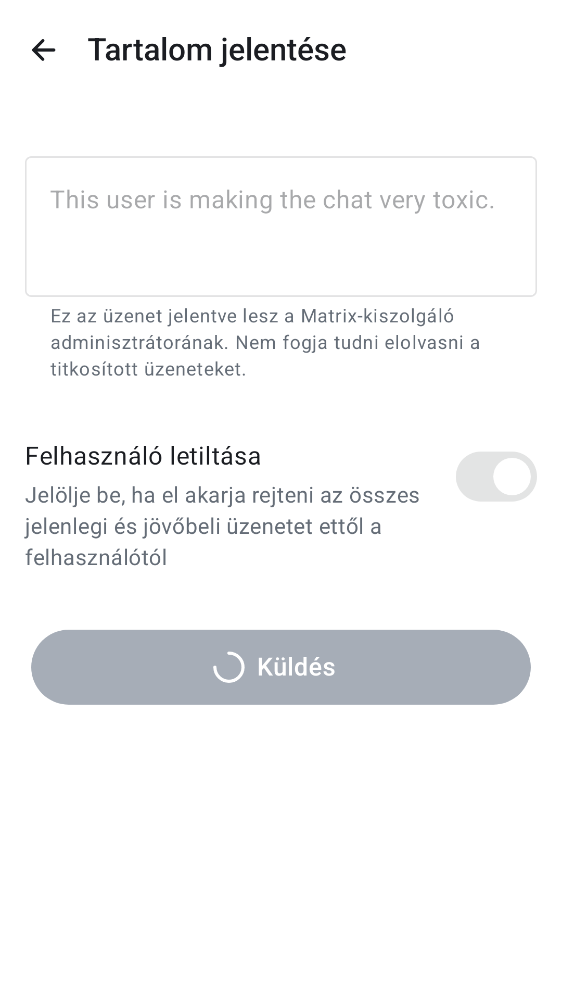 Tartalom jelentése
This user is making the chat very toxic.
Ez az üzenet jelentve lesz a Matrix-kiszolgáló
adminisztrátorának. Nem fogja tudni elolvasni a
titkosított üzeneteket.
Felhasználó letiltása
Jelölje be, ha el akarja rejteni az összes
jelenlegi és jövőbeli üzenetet ettől a
felhasználótól
Küldés